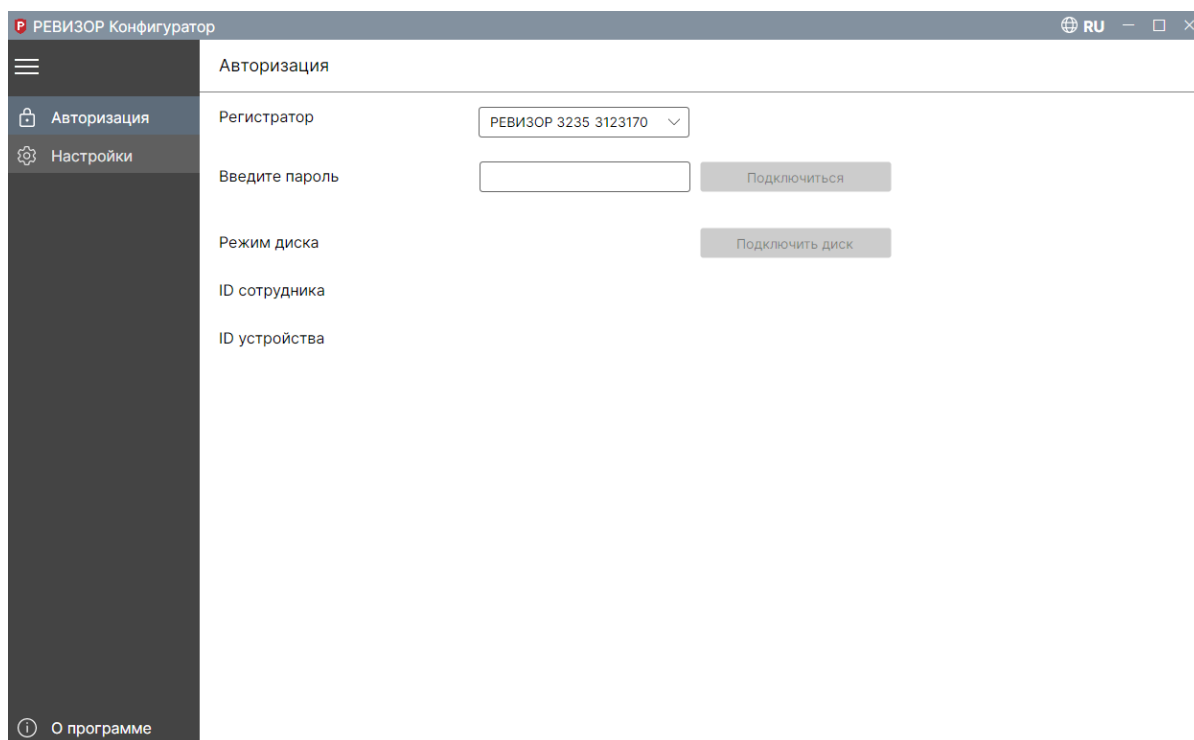 Р РЕВИЗОР Конфигуратор
RU
Авторизация
Авторизация
Настройки
Регистратор
РЕВИЗОР 3235 3123170
Введите пароль
Подключиться
Режим диска
Подключить диск
ID сотрудника
ID устройства
О программе